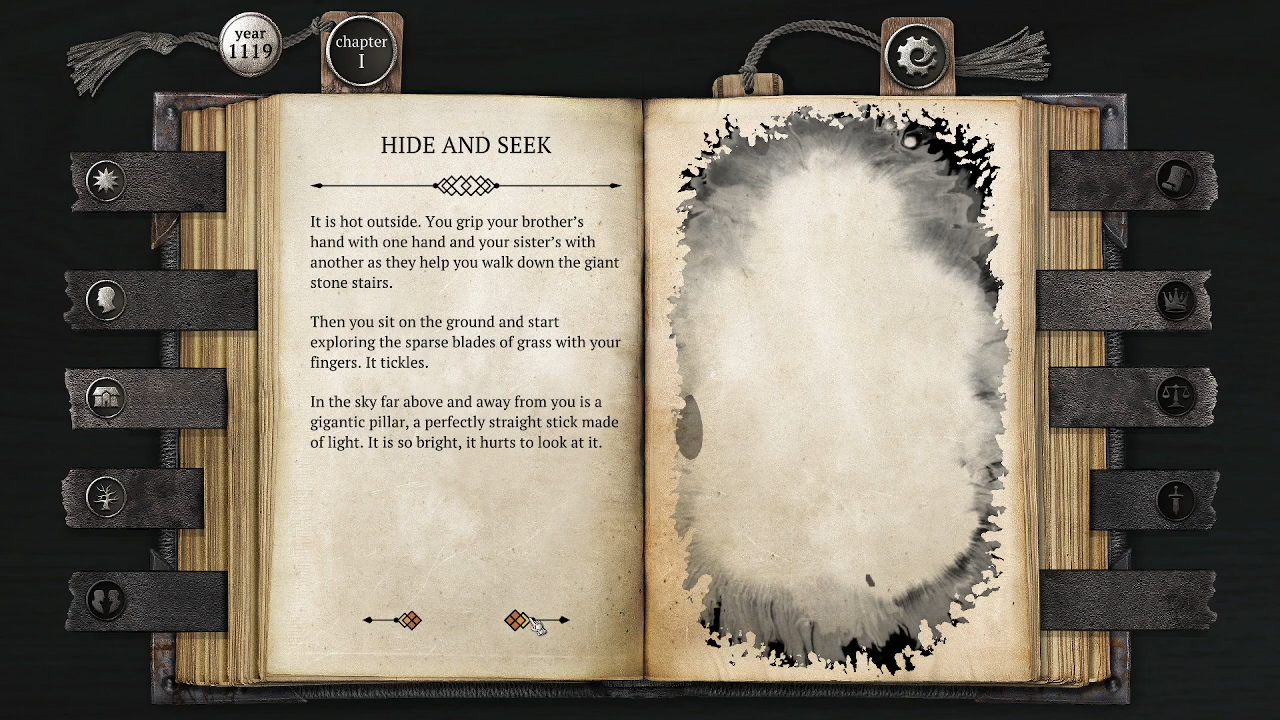 year
1119
chapter
I
HIDE AND SEEK
It is hot outside. You grip your brother’s
hand with one hand and your sister’s with
another as they help you walk down the giant
stone stairs.
Then you sit on the ground and start
exploring the sparse blades of grass with your
fingers. It tickles.
In the sky far above and away from you is a
gigantic pillar, a perfectly straight stick made
of light. It is so bright, it hurts to look at it.